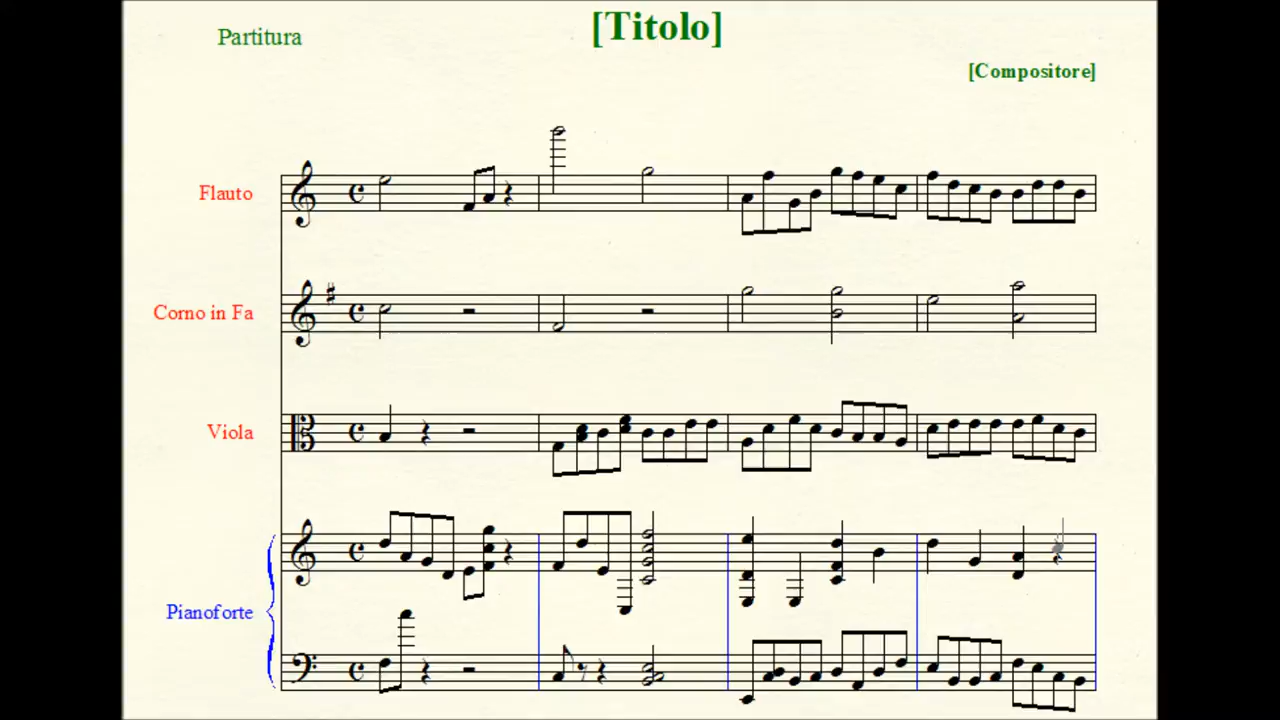 [Titolo]
Partitura
[Compositore]
Flauto
Corno in Fa
Viola
Pianoforte